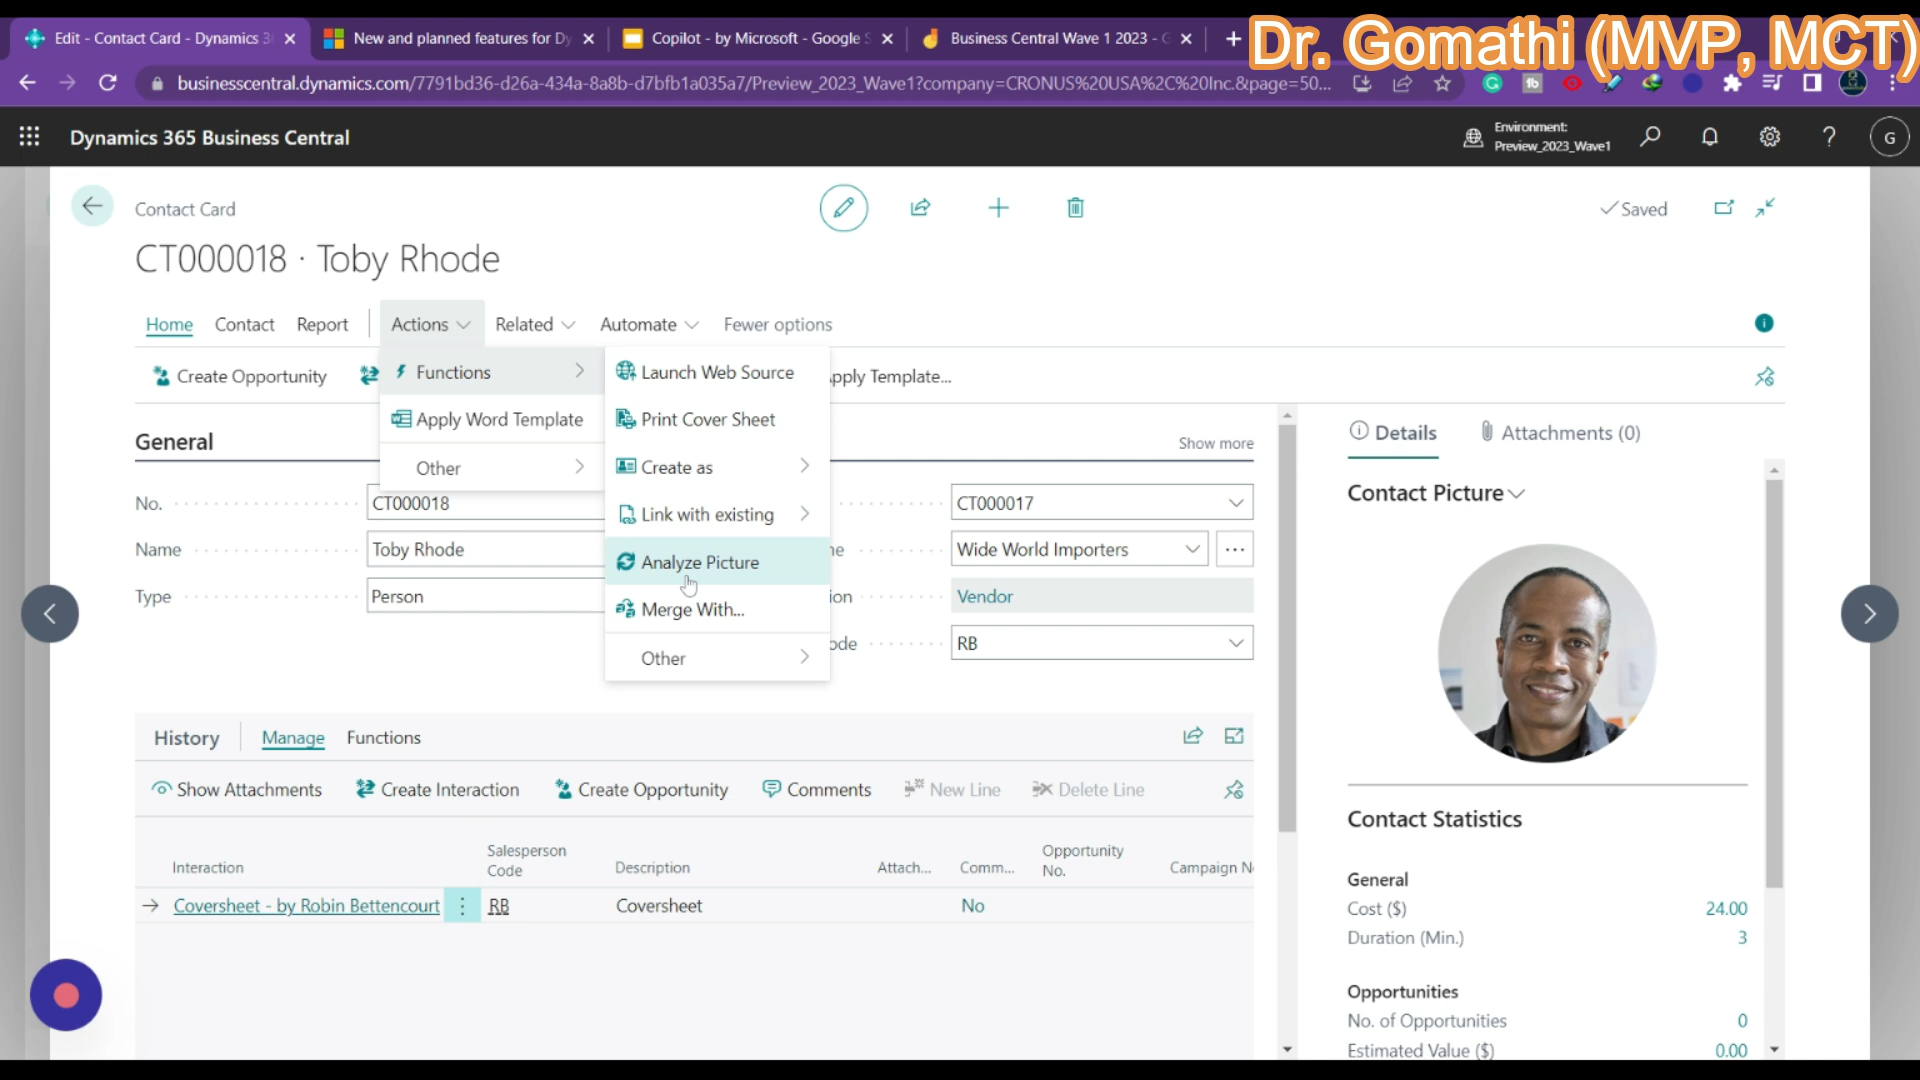 Edit - Contact Card - Dynamics 3
New and planned features for Dy
Copilot - by Microsoft - Google S
Business Central Wave 1 2023 - G
Dr. Gomathi (MVP, MCT)
businesscentral.dynamics.com/7791bd36-d26a-434a-8a8b-d7bfb1a035a7/Preview_2023_Wave1?company=CRONUS%20USA%2C%20Inc.&page=50...
Dynamics 365 Business Central
Environment:
Preview_2023_Wave1
G
Contact Card
Saved
CT000018 · Toby Rhode
Home
Contact
Report
Actions
Related
Automate
Fewer options
Create Opportunity
Functions
Launch Web Source
pply Template...
Apply Word Template
Print Cover Sheet
Other
Create as
Link with existing
Analyze Picture
Merge With...
Other
General
Show more
No.
CT000018
CT000017
Name
Toby Rhode
ne
Wide World Importers
Type
Person
ion
Vendor
ode
RB
Details
Attachments (0)
Contact Picture
History
Manage
Functions
Show Attachments
Create Interaction
Create Opportunity
Comments
New Line
Delete Line
Interaction
Salesperson
Code
Description
Attach...
Comm...
Opportunity
No.
Campaign N
Coversheet - by Robin Bettencourt
RB
Coversheet
No
Contact Statistics
General
Cost ($)
24.00
Duration (Min.)
3
Opportunities
No. of Opportunities
0
Estimated Value ($)
0.00